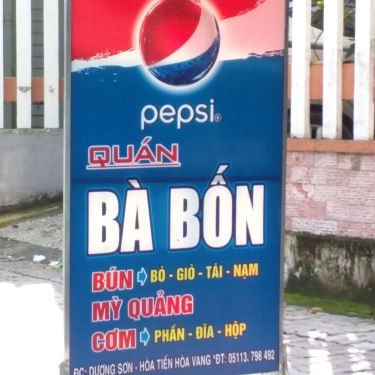 pepsi®
QUÁN
BÀ BỐN
BÚN ➩ BÒ - GIÒ - TÁI - NẠM
MỲ QUẢNG
CƠM ➩ PHẦN - ĐĨA - HỘP
ĐC: DƯƠNG SƠN - HÒA TIẾN HÒA VANG *ĐT: 05113. 798 492